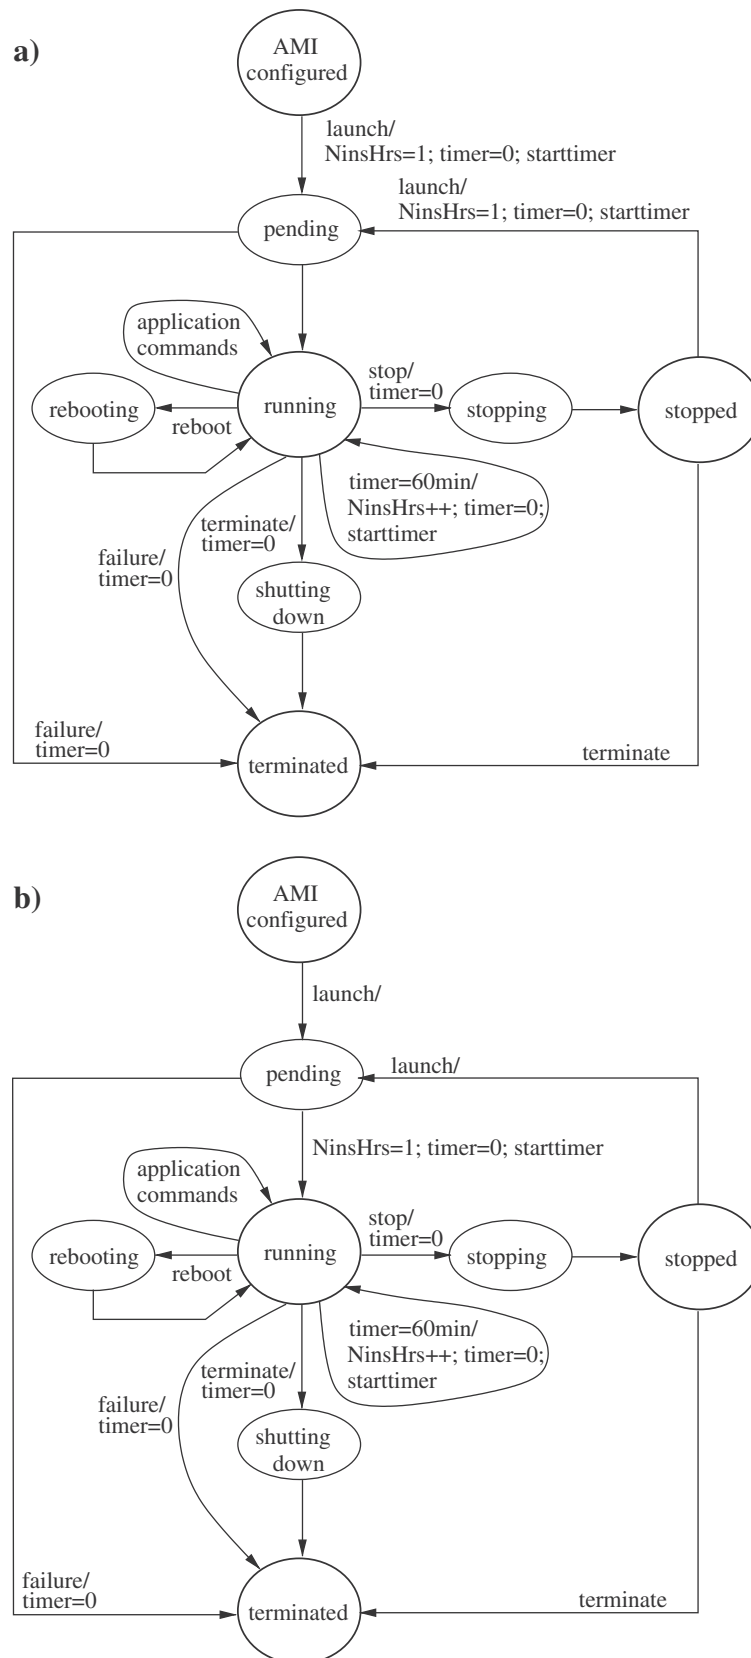 a)
AMI
configured
launch/
NinsHrs=1; timer=0; starttimer
launch/
NinsHrs=1; timer=0; starttimer
pending
application
commands
rebooting
reboot
running
stop/
timer=0
stopping
stopped
timer=60min/
NinsHrs++; timer=0;
starttimer
terminate/
timer=0
failure/
timer=0
shutting
down
failure/
timer=0
terminated
terminate
b)
AMI
configured
launch/
pending
launch/
NinsHrs=1; timer=0; starttimer
application
commands
rebooting
reboot
running
stop/
timer=0
stopping
stopped
timer=60min/
NinsHrs++; timer=0;
starttimer
terminate/
timer=0
failure/
timer=0
shutting
down
failure/
timer=0
terminated
terminate